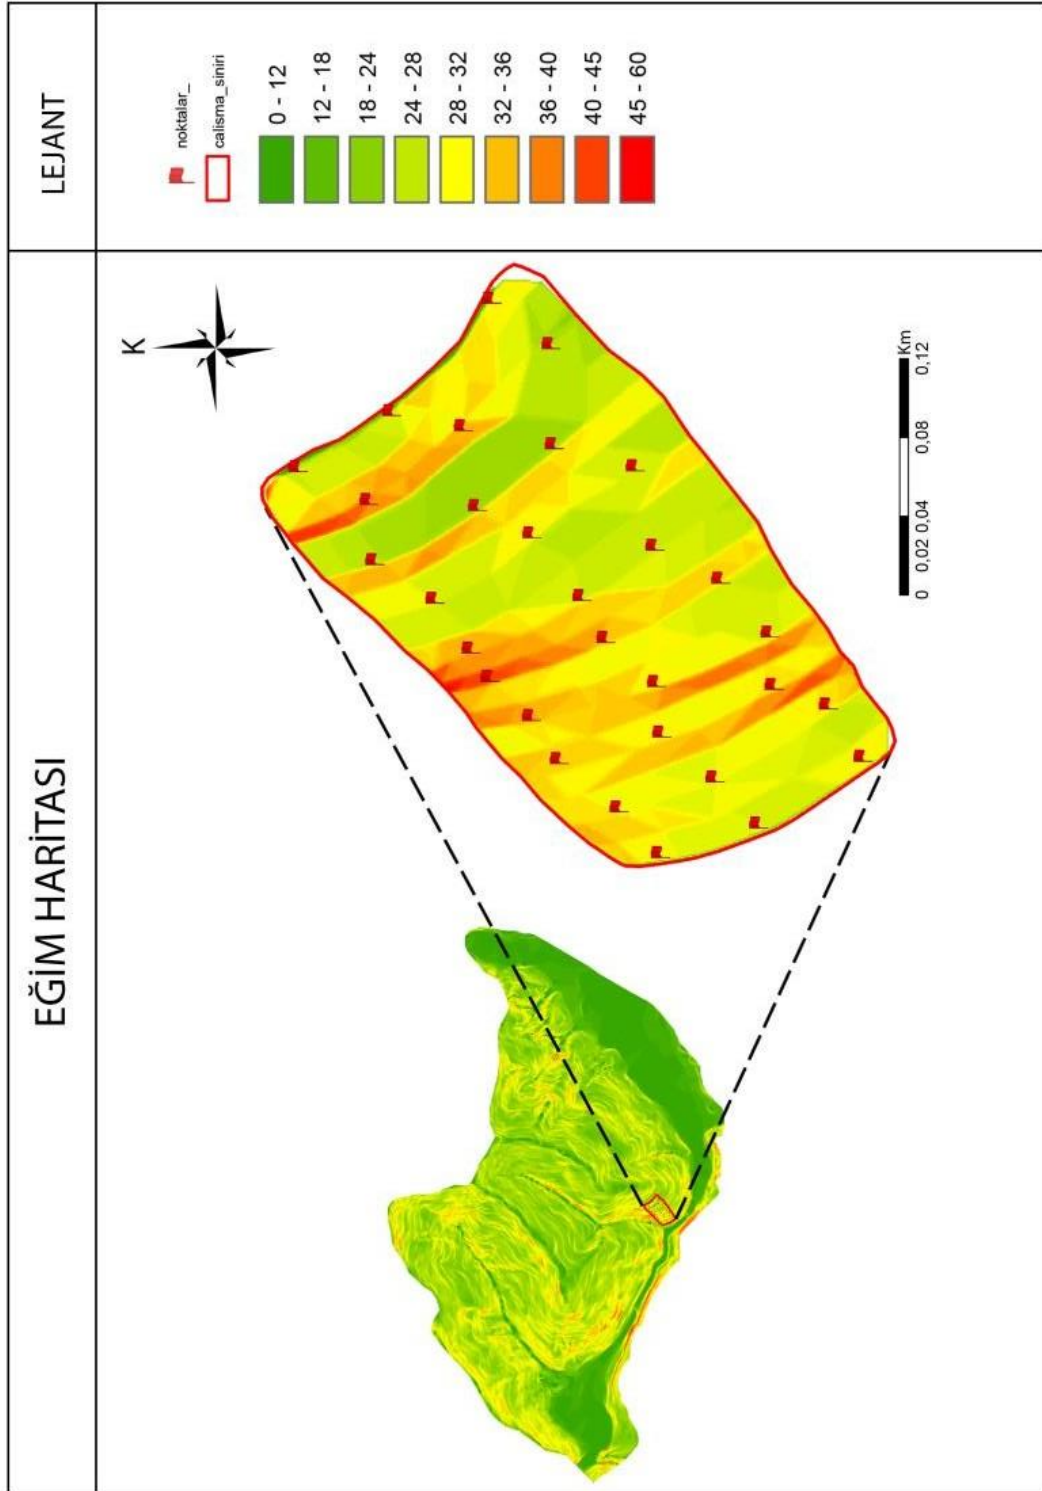 EĞİM HARİTASI
LEJANT
K
noktalar_
calisma_siniri
0 - 12
12 - 18
18 - 24
24 - 28
28 - 32
32 - 36
36 - 40
40 - 45
45 - 60
Km
0 0,02 0,04 0,08 0,12